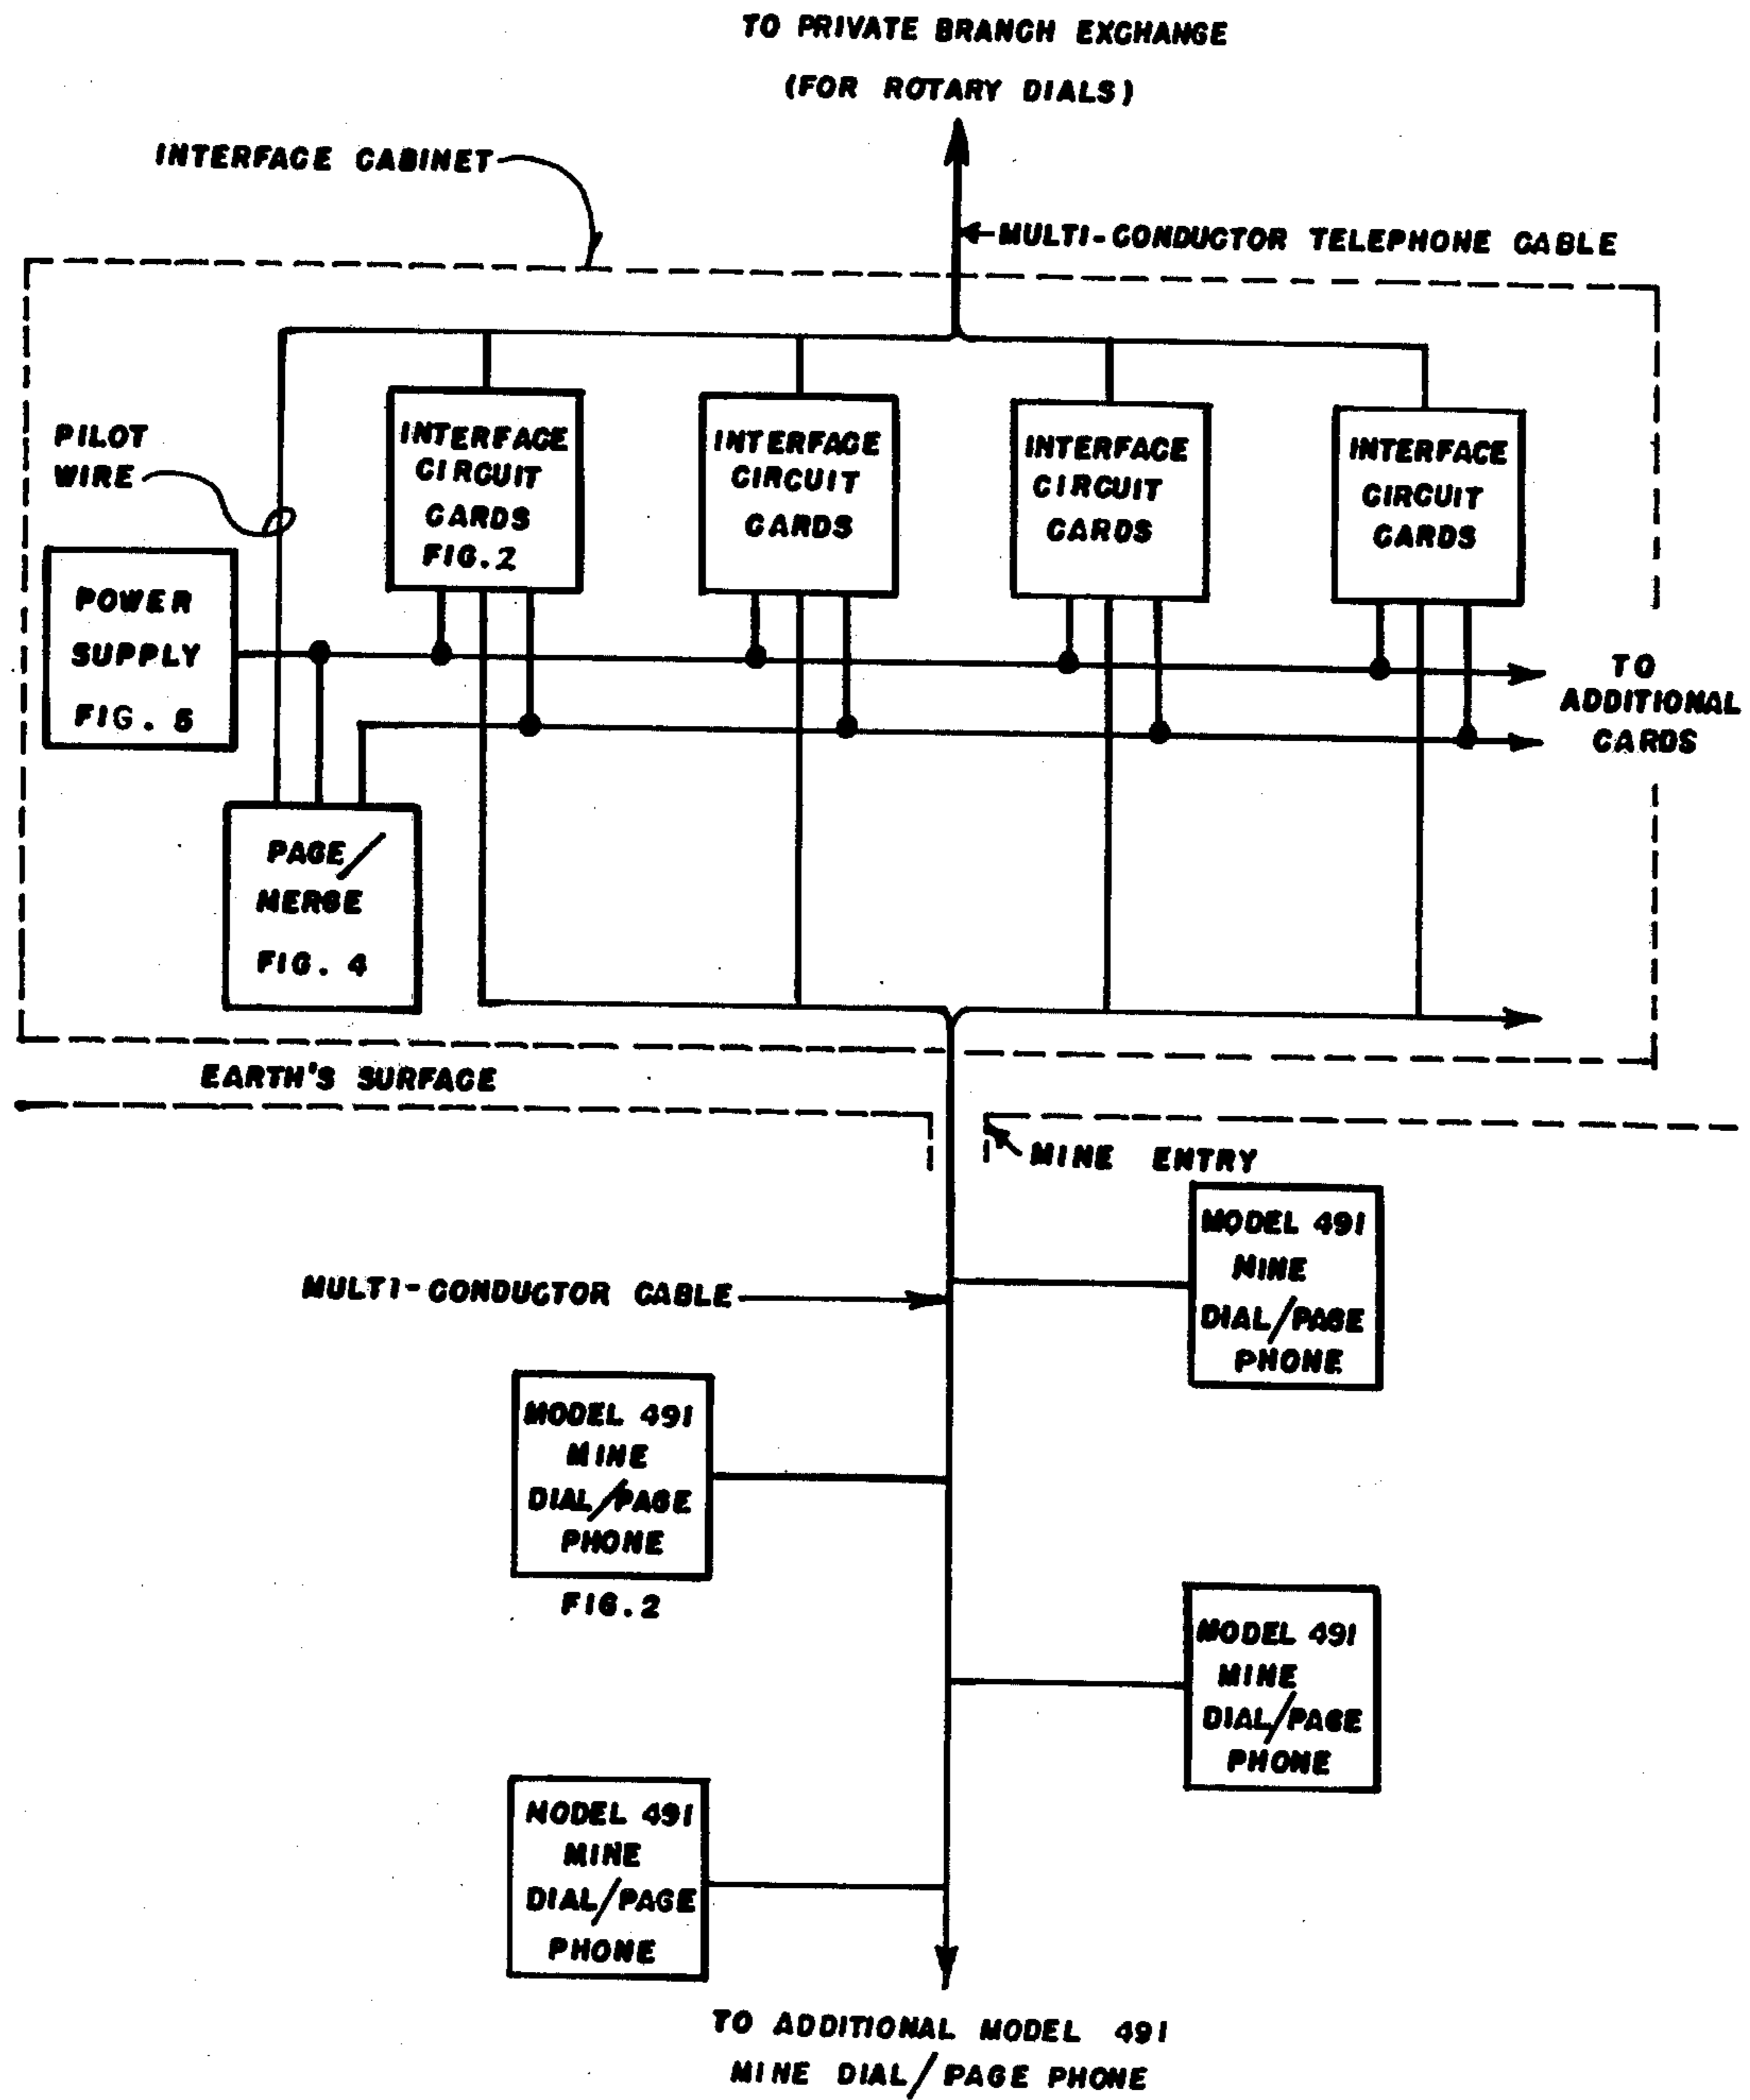 TO PRIVATE BRANCH EXCHANGE
(FOR ROTARY DIALS)
INTERFACE CABINET
MULTI-CONDUCTOR TELEPHONE CABLE
PILOT
WIRE
INTERFACE
CIRCUIT
CARDS
FIG. 2
INTERFACE
CIRCUIT
CARDS
INTERFACE
CIRCUIT
CARDS
INTERFACE
CIRCUIT
CARDS
POWER
SUPPLY
FIG. 5
TO
ADDITIONAL
CARDS
PAGE/
MERGE
FIG. 4
EARTH'S SURFACE
MINE ENTRY
MODEL 491
MINE
DIAL/PAGE
PHONE
MULTI-CONDUCTOR CABLE
MODEL 491
MINE
DIAL/PAGE
PHONE
FIG. 2
MODEL 491
MINE
DIAL/PAGE
PHONE
MODEL 491
MINE
DIAL/PAGE
PHONE
TO ADDITIONAL MODEL 491
MINE DIAL/PAGE PHONE